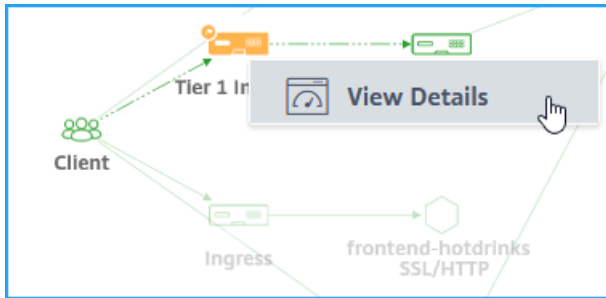 Tier 1 In
View Details
Client
Ingress
frontend-hotdrinks
SSL/HTTP